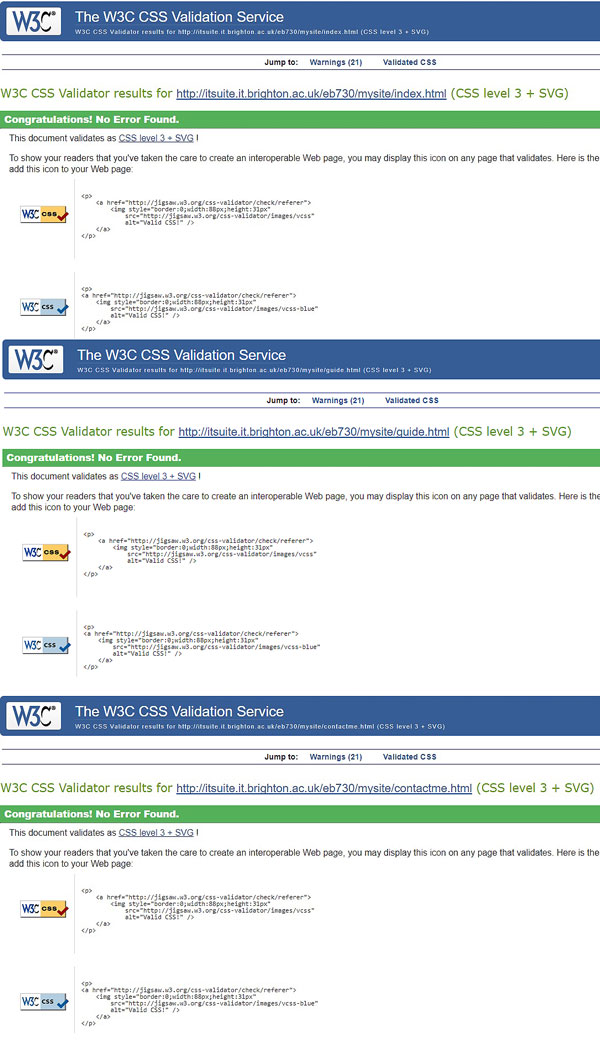 W3C®
The W3C CSS Validation Service
W3C CSS Validator results for http://itsuite.it.brighton.ac.uk/eb730/mysite/index.html (CSS level 3 + SVG)
Jump to: Warnings (21) Validated CSS
W3C CSS Validator results for http://itsuite.it.brighton.ac.uk/eb730/mysite/index.html (CSS level 3 + SVG)
Congratulations! No Error Found.
This document validates as CSS level 3 + SVG !
To show your readers that you've taken the care to create an interoperable Web page, you may display this icon on any page that validates. Here is the
add this icon to your Web page:
W3C css
<p>
<a href="http://jigsaw.w3.org/css-validator/check/referer">
<img style="border:0;width:88px;height:31px"
src="http://jigsaw.w3.org/css-validator/images/vcss"
alt="Valid CSS!" />
</a>
</p>
W3C css
<p>
<a href="http://jigsaw.w3.org/css-validator/check/referer">
<img style="border:0;width:88px;height:31px"
src="http://jigsaw.w3.org/css-validator/images/vcss-blue"
alt="Valid CSS!" />
</a>
</p>
W3C®
The W3C CSS Validation Service
W3C CSS Validator results for http://itsuite.it.brighton.ac.uk/eb730/mysite/guide.html (CSS level 3 + SVG)
Jump to: Warnings (21) Validated CSS
W3C CSS Validator results for http://itsuite.it.brighton.ac.uk/eb730/mysite/guide.html (CSS level 3 + SVG)
Congratulations! No Error Found.
This document validates as CSS level 3 + SVG !
To show your readers that you've taken the care to create an interoperable Web page, you may display this icon on any page that validates. Here is the
add this icon to your Web page:
W3C css
<p>
<a href="http://jigsaw.w3.org/css-validator/check/referer">
<img style="border:0;width:88px;height:31px"
src="http://jigsaw.w3.org/css-validator/images/vcss"
alt="Valid CSS!" />
</a>
</p>
W3C css
<p>
<a href="http://jigsaw.w3.org/css-validator/check/referer">
<img style="border:0;width:88px;height:31px"
src="http://jigsaw.w3.org/css-validator/images/vcss-blue"
alt="Valid CSS!" />
</a>
</p>
W3C®
The W3C CSS Validation Service
W3C CSS Validator results for http://itsuite.it.brighton.ac.uk/eb730/mysite/contactme.html (CSS level 3 + SVG)
Jump to: Warnings (21) Validated CSS
W3C CSS Validator results for http://itsuite.it.brighton.ac.uk/eb730/mysite/contactme.html (CSS level 3 + SVG)
Congratulations! No Error Found.
This document validates as CSS level 3 + SVG !
To show your readers that you've taken the care to create an interoperable Web page, you may display this icon on any page that validates. Here is the
add this icon to your Web page:
W3C css
<p>
<a href="http://jigsaw.w3.org/css-validator/check/referer">
<img style="border:0;width:88px;height:31px"
src="http://jigsaw.w3.org/css-validator/images/vcss"
alt="Valid CSS!" />
</a>
</p>
W3C css
<p>
<a href="http://jigsaw.w3.org/css-validator/check/referer">
<img style="border:0;width:88px;height:31px"
src="http://jigsaw.w3.org/css-validator/images/vcss-blue"
alt="Valid CSS!" />
</a>
</p>